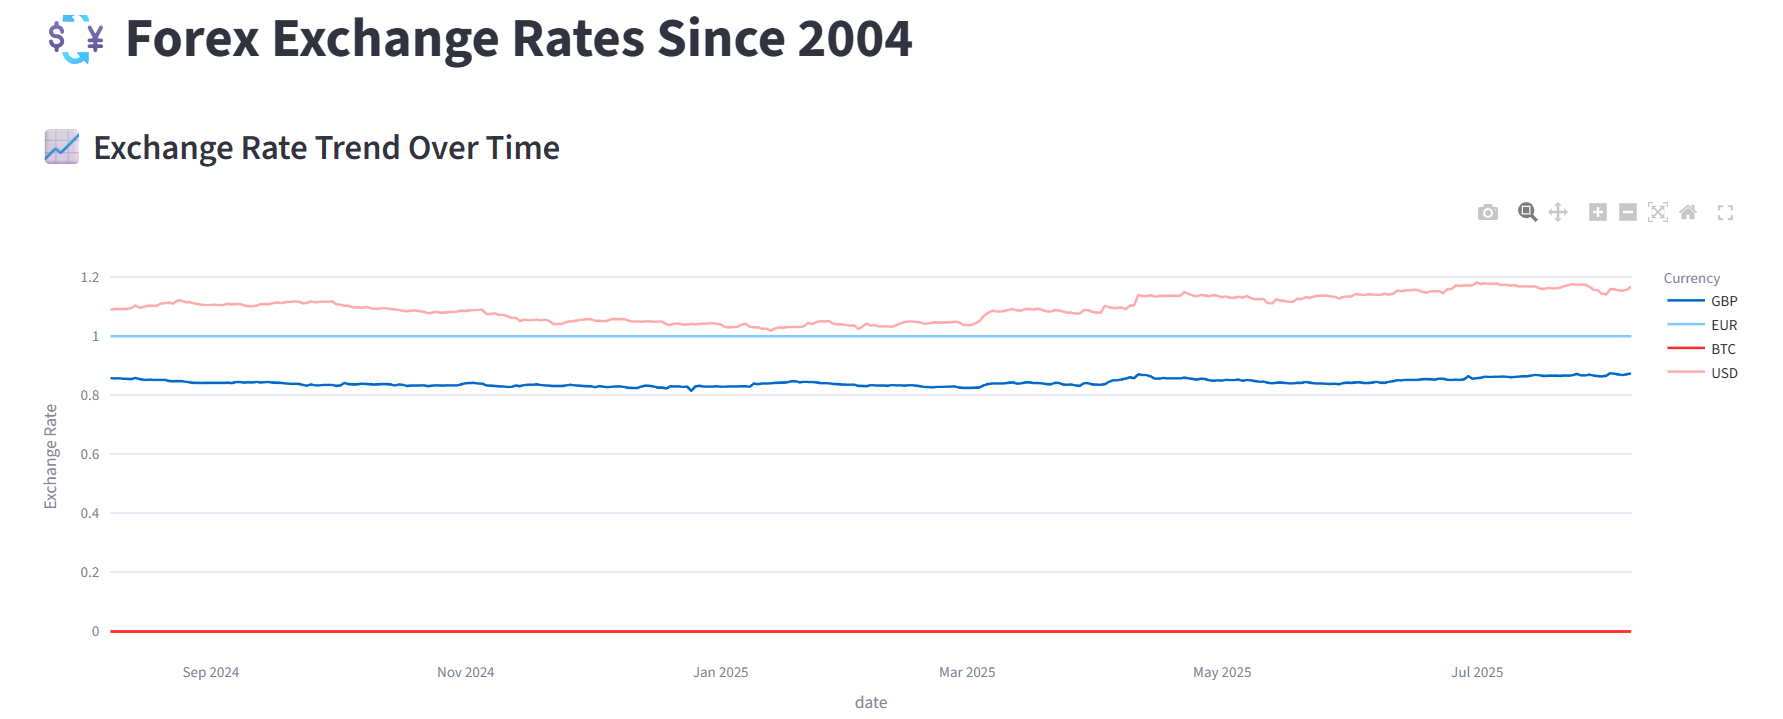 Forex Exchange Rates Since 2004
Exchange Rate Trend Over Time
1.2
1
0.8
0.6
0.4
0.2
0
Exchange Rate
Sep 2024
Nov 2024
Jan 2025
Mar 2025
May 2025
Jul 2025
date
Currency
GBP
EUR
BTC
USD